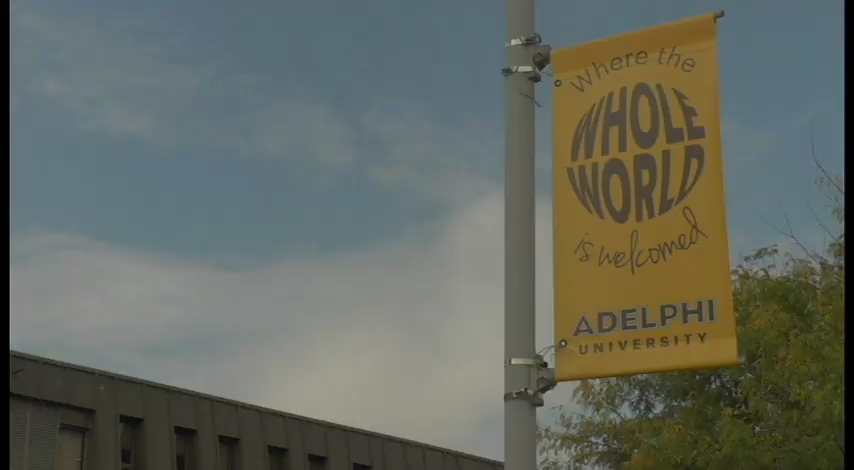 Where the
WHOLE
WORLD
is welcomed
ADELPHI
UNIVERSITY